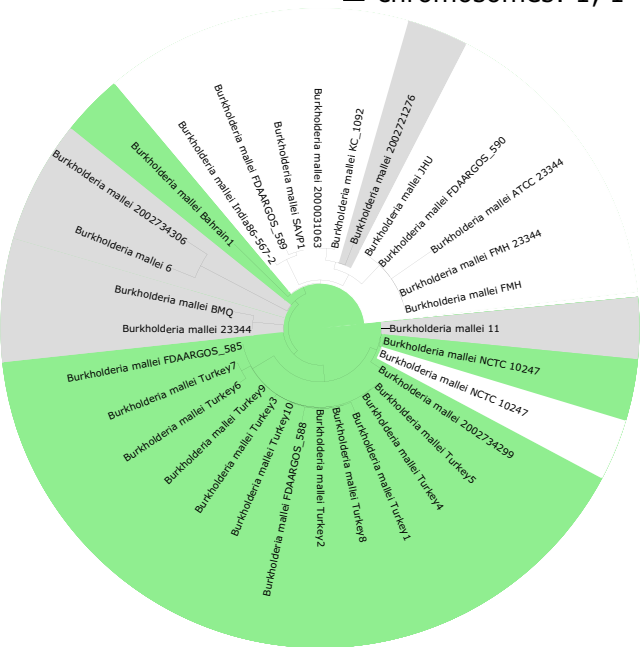 Burkholderia mallei FDAARGOS_589
Burkholderia mallei SAVP1
Burkholderia mallei 2000031063
Burkholderia mallei KC_1092
Burkholderia mallei 2002721276
Burkholderia mallei JHU
Burkholderia mallei FDAARGOS_590
Burkholderia mallei ATCC 23344
Burkholderia mallei FMH 23344
Burkholderia mallei FMH
Burkholderia mallei 11
Burkholderia mallei NCTC 10247
Burkholderia mallei NCTC 10247
Burkholderia mallei 2002734299
Burkholderia mallei Turkey5
Burkholderia mallei Turkey4
Burkholderia mallei Turkey1
Burkholderia mallei Turkey8
Burkholderia mallei Turkey2
Burkholderia mallei FDAARGOS_588
Burkholderia mallei Turkey10
Burkholderia mallei Turkey3
Burkholderia mallei Turkey9
Burkholderia mallei Turkey6
Burkholderia mallei Turkey7
Burkholderia mallei FDAARGOS_585
Burkholderia mallei 23344
Burkholderia mallei BMQ
Burkholderia mallei 6
Burkholderia mallei 2002734306
Burkholderia mallei Bahrain1
Burkholderia mallei India86-567-2